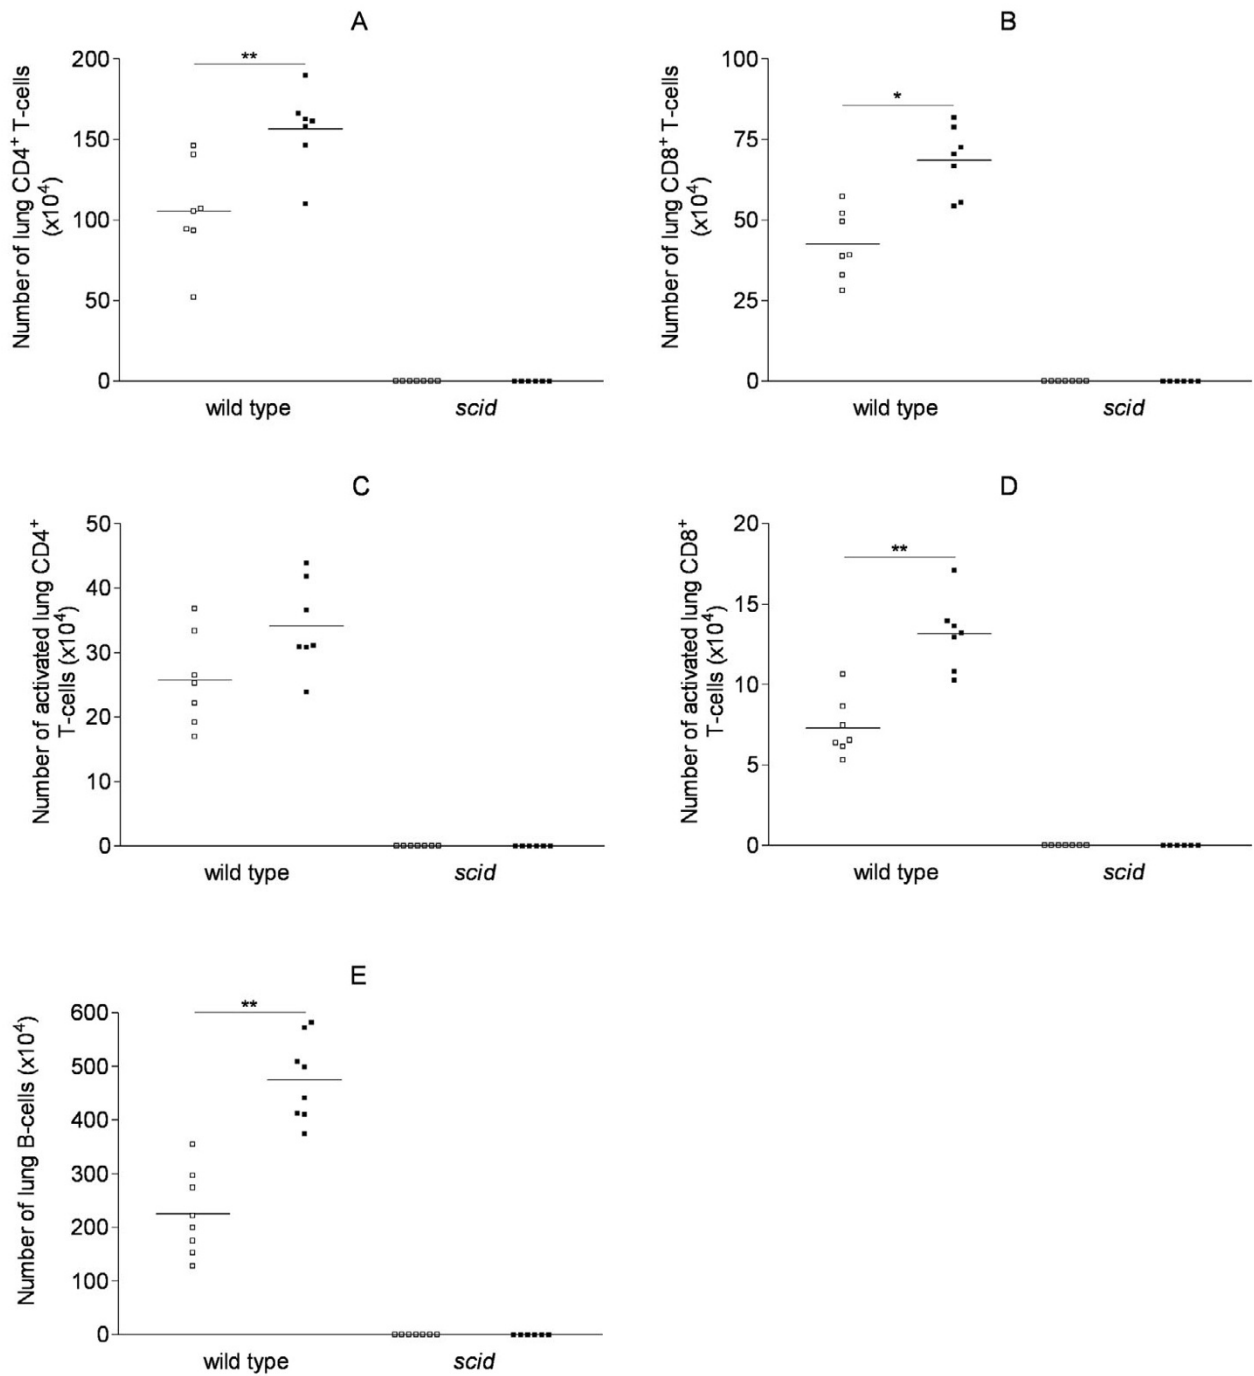 A
Number of lung CD4⁺ T-cells
(x10⁴)
200
150
100
50
0
**
wild type
scid
B
Number of lung CD8⁺ T-cells
(x10⁴)
100
75
50
25
0
*
wild type
scid
C
Number of activated lung CD4⁺
T-cells (x10⁴)
50
40
30
20
10
0
wild type
scid
D
Number of activated lung CD8⁺
T-cells (x10⁴)
20
15
10
5
0
**
wild type
scid
E
Number of lung B-cells (x10⁴)
600
500
400
300
200
100
0
**
wild type
scid